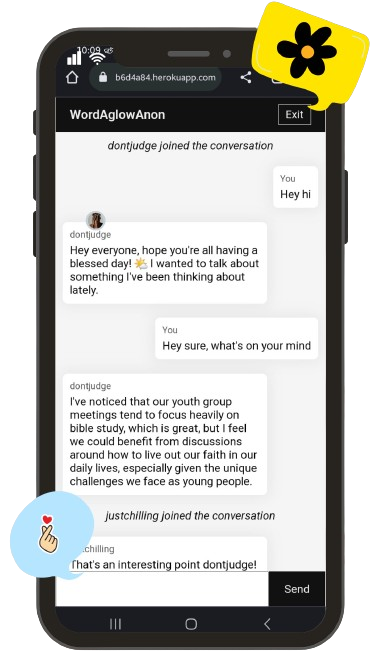 10:09
b6d4a84.herokuapp.com
WordAglowAnon
Exit
dontjudge joined the conversation
You
Hey hi
dontjudge
Hey everyone, hope you're all having a
blessed day! 🌤️ I wanted to talk about
something I've been thinking about
lately.
You
Hey sure, what's on your mind
dontjudge
I've noticed that our youth group
meetings tend to focus heavily on
bible study, which is great, but I feel
we could benefit from discussions
around how to live out our faith in our
daily lives, especially given the unique
challenges we face as young people.
justchilling joined the conversation
chilling
That's an interesting point dontjudge!
Send